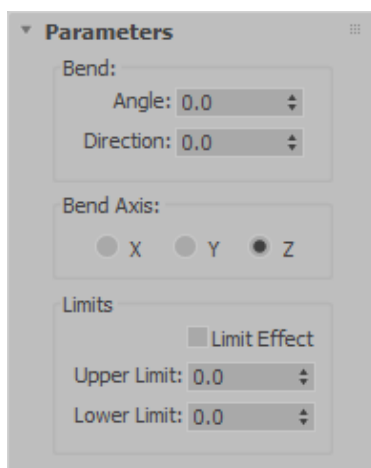 Parameters
Bend:
Angle: 0.0
Direction: 0.0
Bend Axis:
X Y Z
Limits
Limit Effect
Upper Limit: 0.0
Lower Limit: 0.0